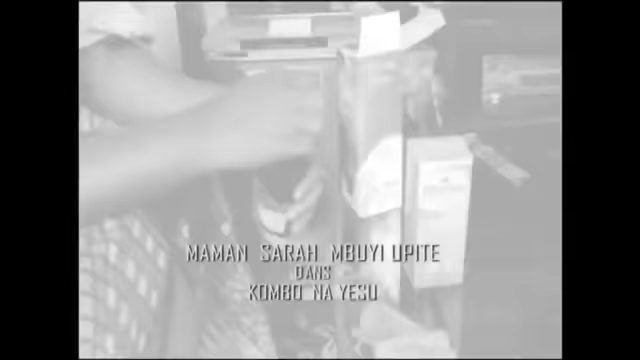 MAMAN SARAH MBUYI UPITE
DANS
KOMBO NA YESU